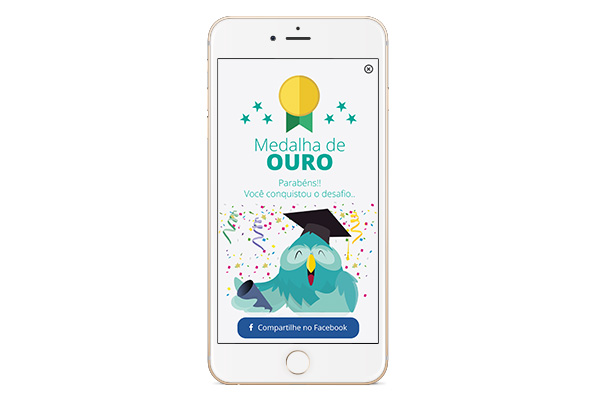 Medalha de
OURO
Parabéns!!
Você conquistou o desafio..
f Compartilhe no Facebook